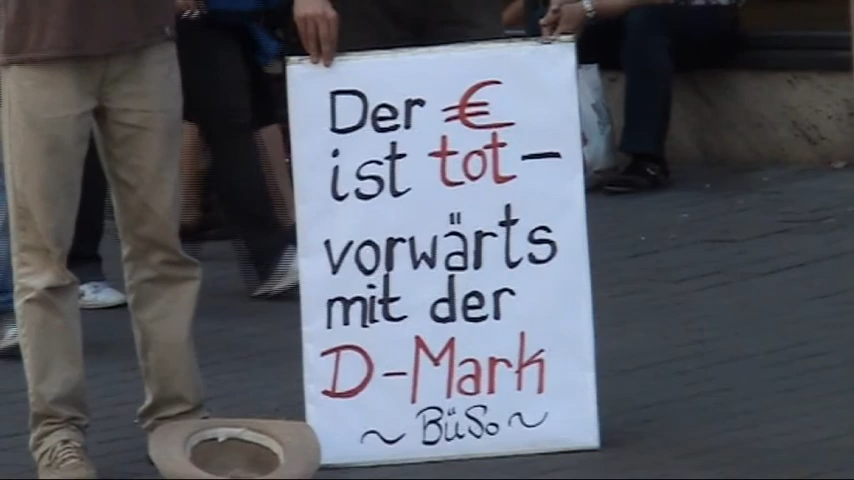 Der €
ist tot-
vorwärts
mit der
D-Mark
~ BüSo ~